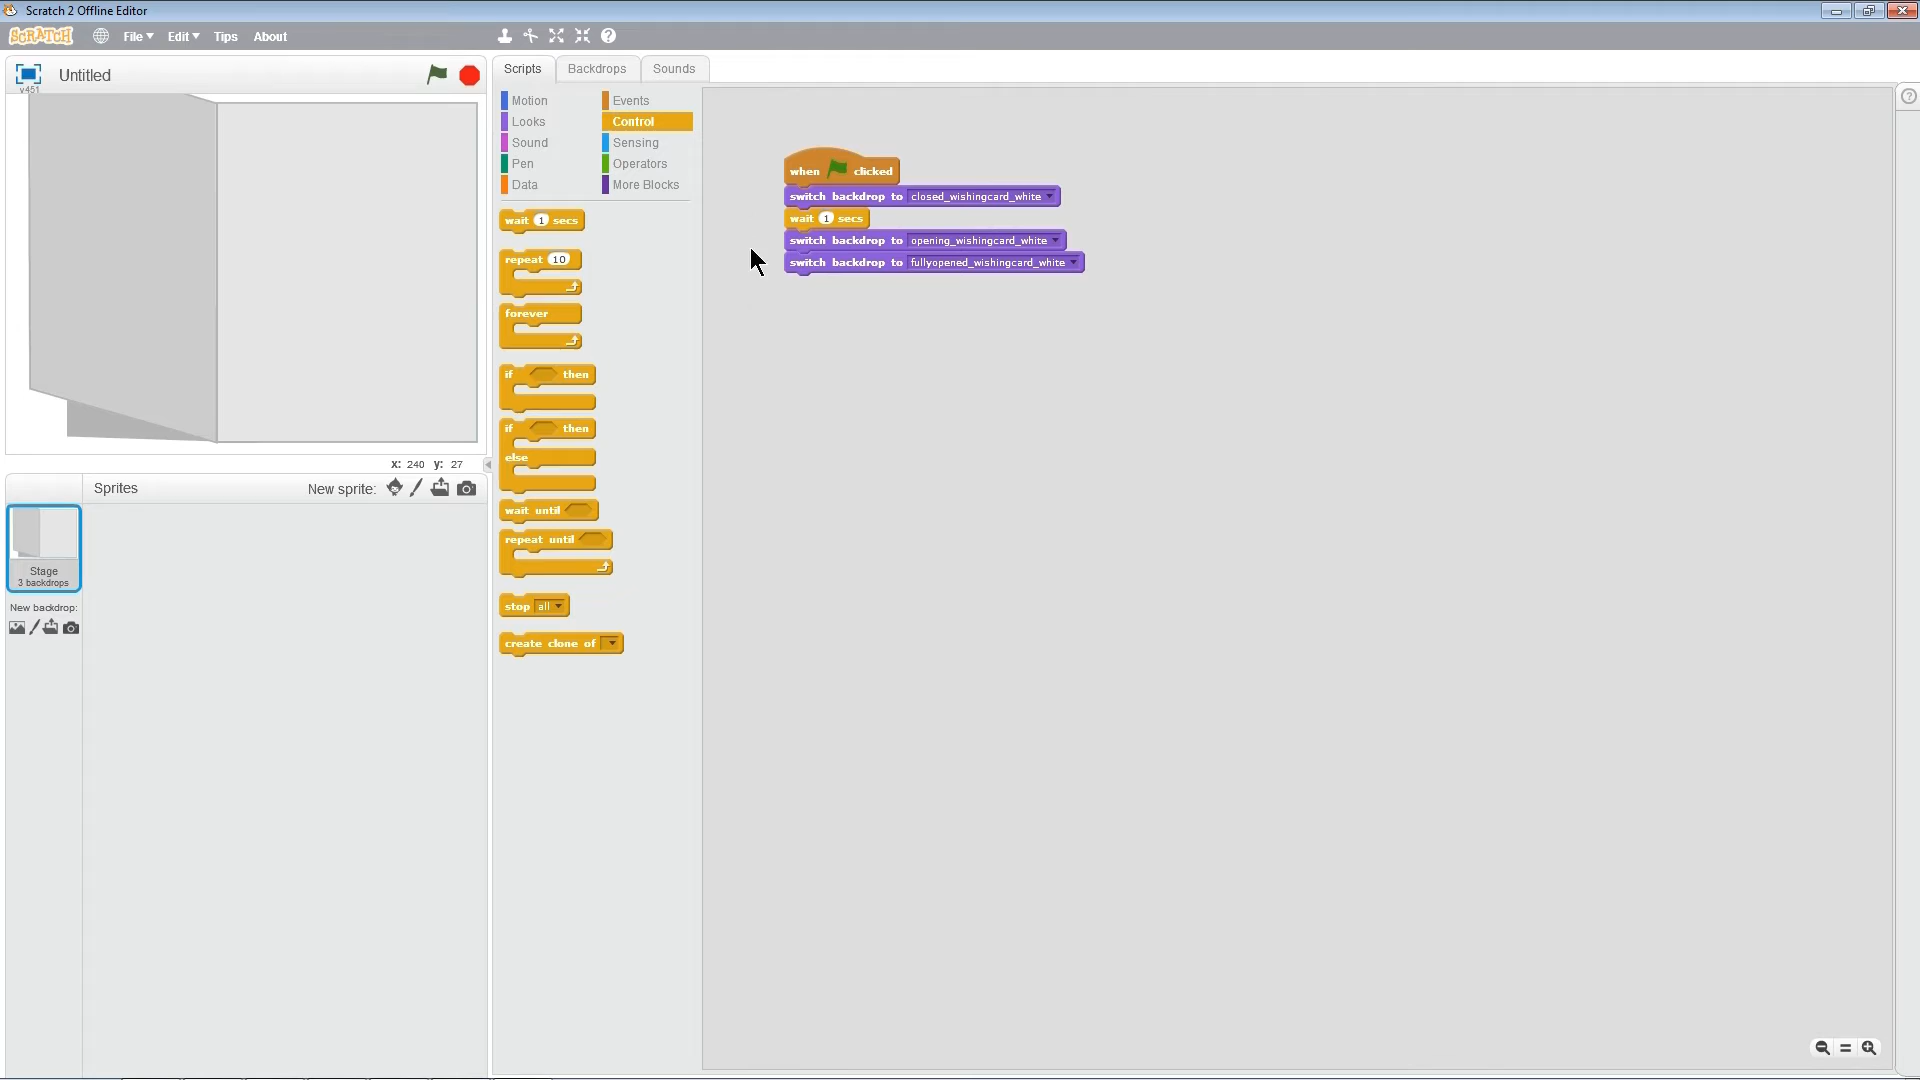 Scratch 2 Offline Editor
SCRATCH File Edit Tips About
v451
Untitled
Scripts Backdrops Sounds
Motion Events
Looks Control
Sound Sensing
Pen Operators
Data More Blocks
wait 1 secs
repeat 10
forever
if then
if then
else
wait until
repeat until
stop all
create clone of
when clicked
switch backdrop to closed_wishingcard_white
wait 1 secs
switch backdrop to opening_wishingcard_white
switch backdrop to fullyopened_wishingcard_white
x: 240 y: 27
Sprites New sprite:
Stage
3 backdrops
New backdrop: